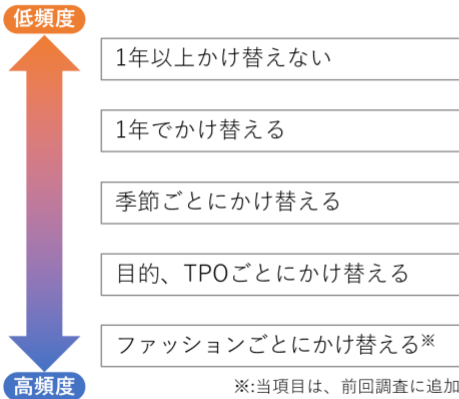 低頻度
1年以上かけ替えない
1年でかけ替える
季節ごとにかけ替える
目的、TPOごとにかけ替える
ファッションごとにかけ替える※
高頻度
※:当項目は、前回調査に追加